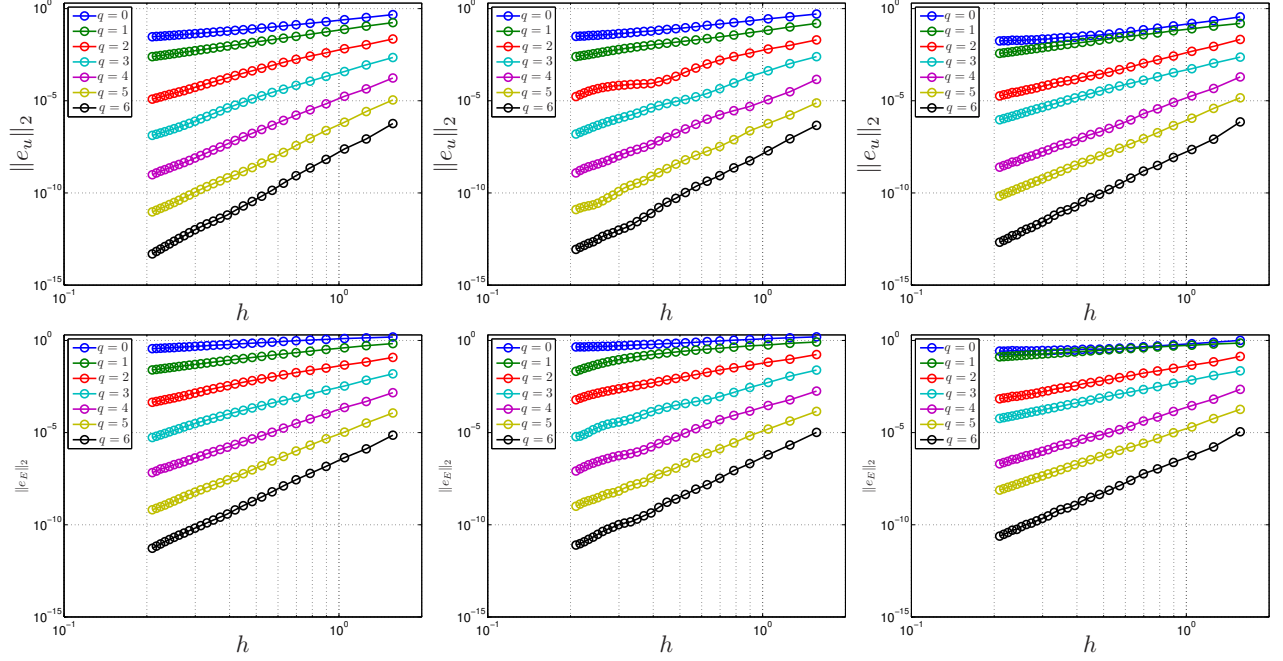 10^0
10^-5
10^-10
10^-15
||e_u||_2
q = 0
q = 1
q = 2
q = 3
q = 4
q = 5
q = 6
10^-1
10^0
h
10^0
10^-5
10^-10
10^-15
||e_u||_2
q = 0
q = 1
q = 2
q = 3
q = 4
q = 5
q = 6
10^-1
10^0
h
10^0
10^-5
10^-10
10^-15
||e_u||_2
q = 0
q = 1
q = 2
q = 3
q = 4
q = 5
q = 6
10^-1
10^0
h
10^0
10^-5
10^-10
10^-15
||e_E||_2
q = 0
q = 1
q = 2
q = 3
q = 4
q = 5
q = 6
10^-1
10^0
h
10^0
10^-5
10^-10
10^-15
||e_E||_2
q = 0
q = 1
q = 2
q = 3
q = 4
q = 5
q = 6
10^-1
10^0
h
10^0
10^-5
10^-10
10^-15
||e_E||_2
q = 0
q = 1
q = 2
q = 3
q = 4
q = 5
q = 6
10^-1
10^0
h